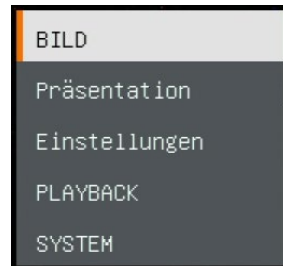 BILD
Präsentation
Einstellungen
PLAYBACK
SYSTEM